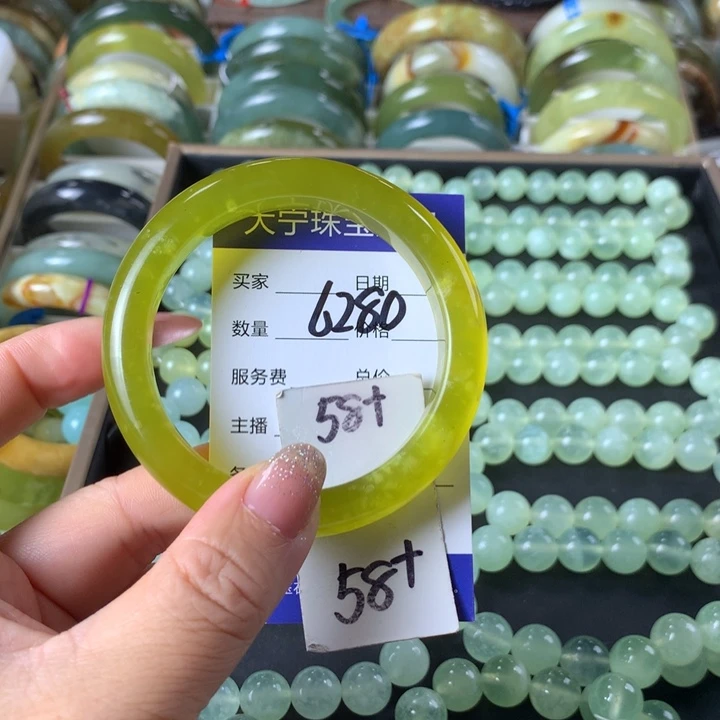 大宁珠宝
买家 日期
6280
数量 价格
服务费 总价
58+
主播
58+